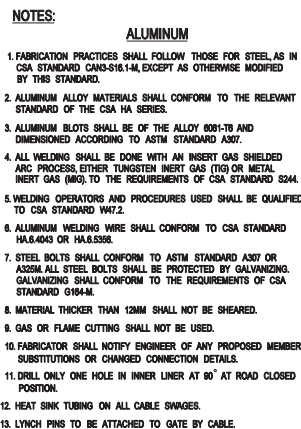 NOTES:
ALUMINUM
1. FABRICATION PRACTICES SHALL FOLLOW THOSE FOR STEEL, AS IN
CSA STANDARD CAN3-S16.1-M, EXCEPT AS OTHERWISE MODIFIED
BY THIS STANDARD.
2. ALUMINUM ALLOY MATERIALS SHALL CONFORM TO THE RELEVANT
STANDARD OF THE CSA HA SERIES.
3. ALUMINUM BLOTS SHALL BE OF THE ALLOY 6061-T6 AND
DIMENSIONED ACCORDING TO ASTM STANDARD A307.
4. ALL WELDING SHALL BE DONE WITH AN INSERT GAS SHIELDED
ARC PROCESS, EITHER TUNGSTEN INERT GAS (TIG) OR METAL
INERT GAS (MIG). TO THE REQUIREMENTS OF CSA STANDARD S244.
5. WELDING OPERATORS AND PROCEDURES USED SHALL BE QUALIFIED
TO CSA STANDARD W47.2.
6. ALUMINUM WELDING WIRE SHALL CONFORM TO CSA STANDARD
HA.6.4043 OR HA.6.5356.
7. STEEL BOLTS SHALL CONFORM TO ASTM STANDARD A307 OR
A325M. ALL STEEL BOLTS SHALL BE PROTECTED BY GALVANIZING.
GALVANIZING SHALL CONFORM TO THE REQUIREMENTS OF CSA
STANDARD G164-M.
8. MATERIAL THICKER THAN 12MM SHALL NOT BE SHEARED.
9. GAS OR FLAME CUTTING SHALL NOT BE USED.
10. FABRICATOR SHALL NOTIFY ENGINEER OF ANY PROPOSED MEMBER
SUBSTITUTIONS OR CHANGED CONNECTION DETAILS.
11. DRILL ONLY ONE HOLE IN INNER LINER AT 90° AT ROAD CLOSED
POSITION.
12. HEAT SINK TUBING ON ALL CABLE SWAGES.
13. LYNCH PINS TO BE ATTACHED TO GATE BY CABLE.